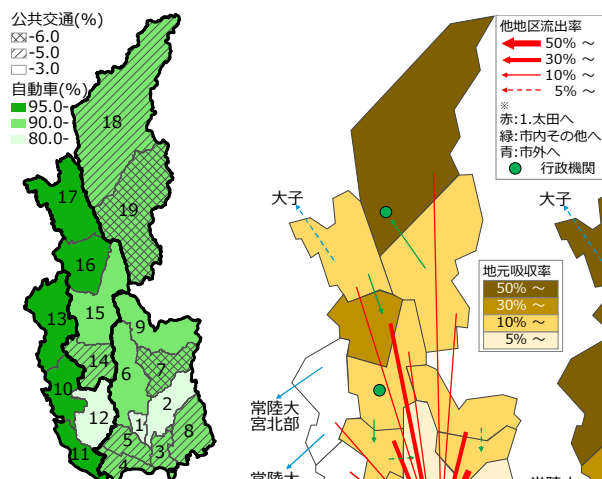 公共交通(%)
-6.0
-5.0
-3.0
自動車(%)
95.0-
90.0-
80.0-
18
17
19
16
15
13
9
14
6
7
10
2
12
1
8
5
3
11
4
他地区流出率
50% ～
30% ～
10% ～
5% ～
※
赤:1.太田へ
緑:市内その他へ
青:市外へ
行政機関
大子
大子
地元吸収率
50% ～
30% ～
10% ～
5% ～
常陸大
宮北部